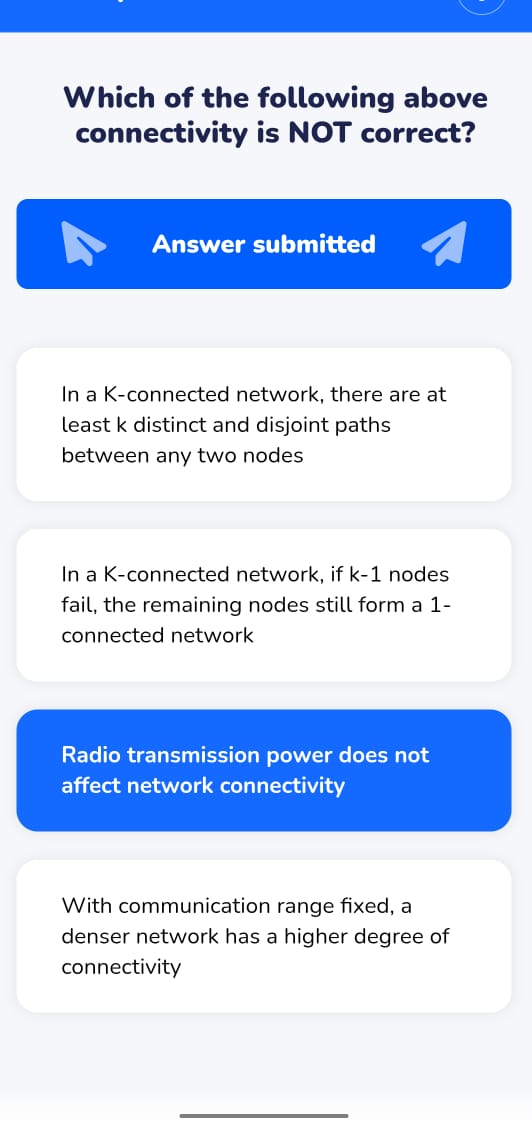 Which of the following above
connectivity is NOT correct?
Answer submitted
In a K-connected network, there are at
least k distinct and disjoint paths
between any two nodes
In a K-connected network, if k-1 nodes
fail, the remaining nodes still form a 1-
connected network
Radio transmission power does not
affect network connectivity
With communication range fixed, a
denser network has a higher degree of
connectivity